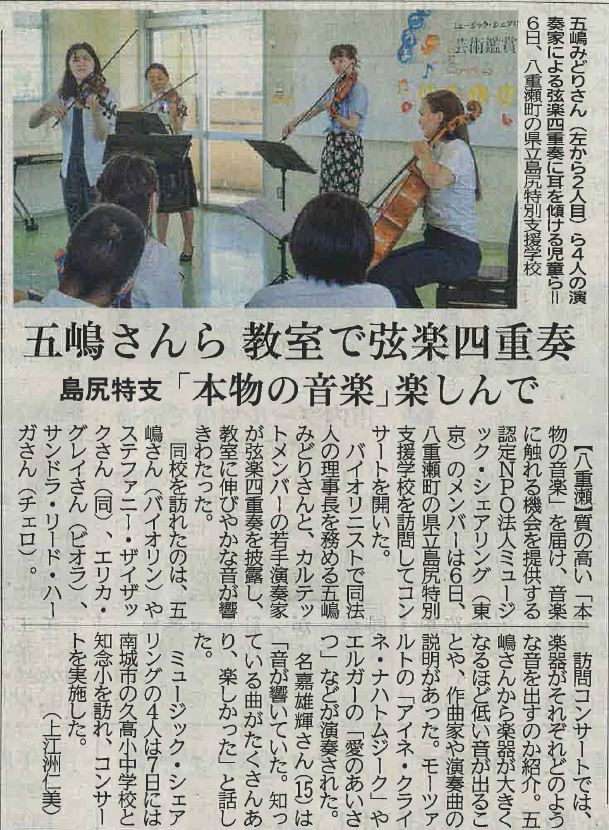 ミュージック・シェアリ
芸術鑑賞
五嶋みどりさん（左から2人目）ら4人の演
奏家による弦楽四重奏に耳を傾ける児童ら＝
6日、八重瀬町の県立島尻特別支援学校
五嶋さんら 教室で弦楽四重奏
島尻特支「本物の音楽」楽しんで
【八重瀬】質の高い「本
物の音楽」を届け、音楽
に触れる機会を提供する
認定NPO法人ミュージ
ック・シェアリング（東
京）のメンバーは6日、
八重瀬町の県立島尻特別
支援学校を訪問してコン
サートを開いた。
バイオリニストで同法
人の理事長を務める五嶋
みどりさんと、カルテッ
トメンバーの若手演奏家
が弦楽四重奏を披露し、
教室に伸びやかな音が響
きわたった。
同校を訪れたのは、五
嶋さん（バイオリン）や
ステファニー・ザイザッ
クさん（同）、エリカ・
グレイさん（ビオラ）、
サンドラ・リード・ハー
ガさん（チェロ）。
訪問コンサートでは、
楽器がそれぞれどのよう
な音を出すのか紹介。五
嶋さんから楽器が大きく
なるほど低い音が出るこ
とや、作曲家や演奏曲の
説明があった。モーツァ
ルトの「アイネ・クライ
ネ・ナハトムジーク」や
エルガーの「愛のあいさ
つ」などが演奏された。
名嘉雄輝さん（15）は
「音が響いていた。知っ
ている曲がたくさんあ
り、楽しかった」と話し
た。
ミュージック・シェア
リングの4人は7日には
南城市の久高小中学校と
知念小を訪れ、コンサー
トを実施した。
（上江洲仁美）